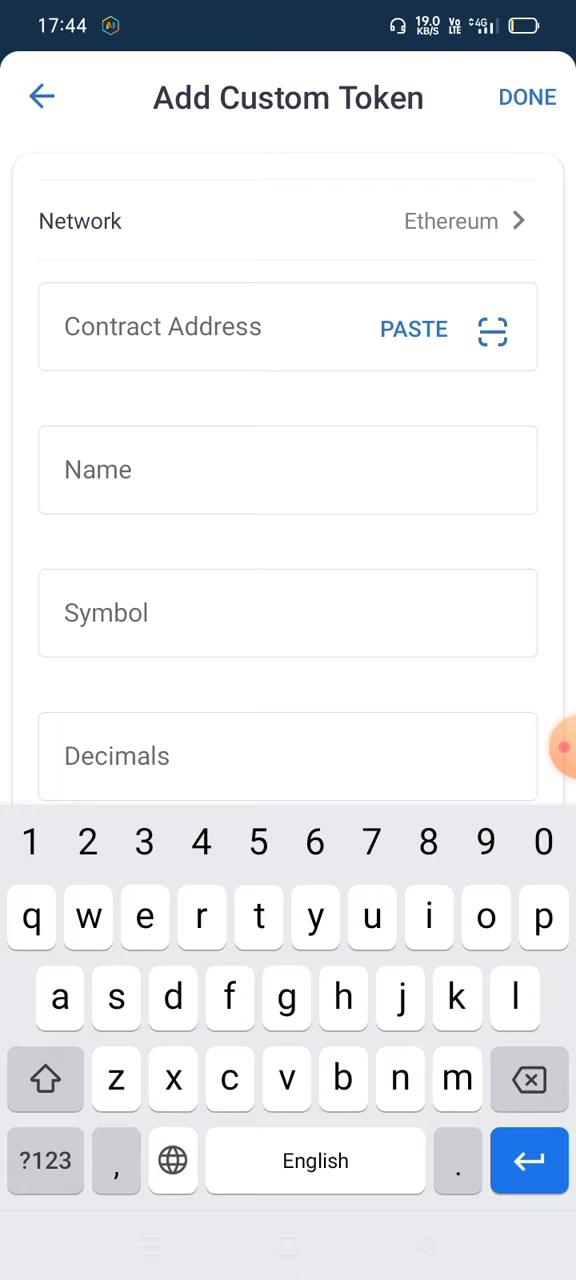 17:44 19.0 KB/S Vo LTE 4G
Add Custom Token DONE
Network Ethereum
Contract Address PASTE
Name
Symbol
Decimals
1 2 3 4 5 6 7 8 9 0
q w e r t y u i o p
a s d f g h j k l
z x c v b n m
?123 , English .